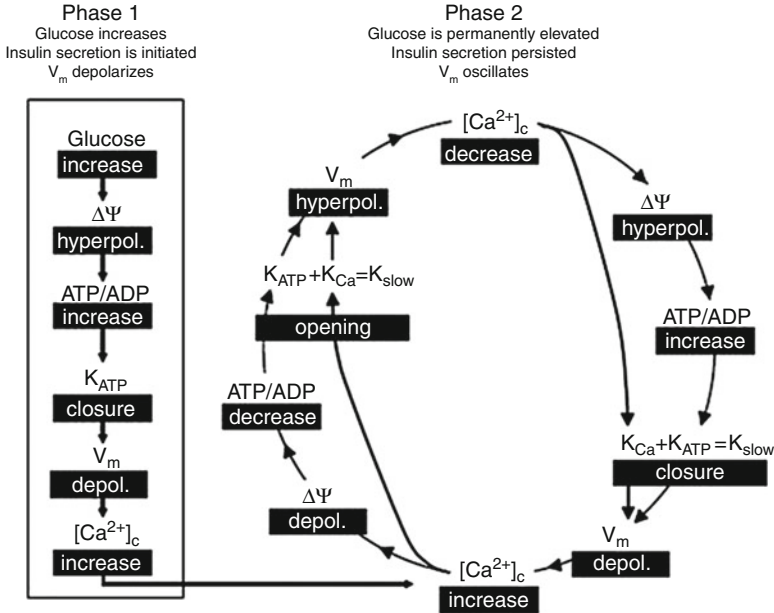 Phase 1
Glucose increases
Insulin secretion is initiated
Vm depolarizes
Glucose
increase
ΔΨ
hyperpol.
ATP/ADP
increase
KATP
closure
Vm
depol.
[Ca²⁺]c
increase
Phase 2
Glucose is permanently elevated
Insulin secretion persisted
Vm oscillates
[Ca²⁺]c
decrease
ΔΨ
hyperpol.
ATP/ADP
increase
KCa+KATP=Kslow
closure
Vm
depol.
[Ca²⁺]c
increase
ΔΨ
depol.
ATP/ADP
decrease
KATP+KCa=Kslow
opening
Vm
hyperpol.